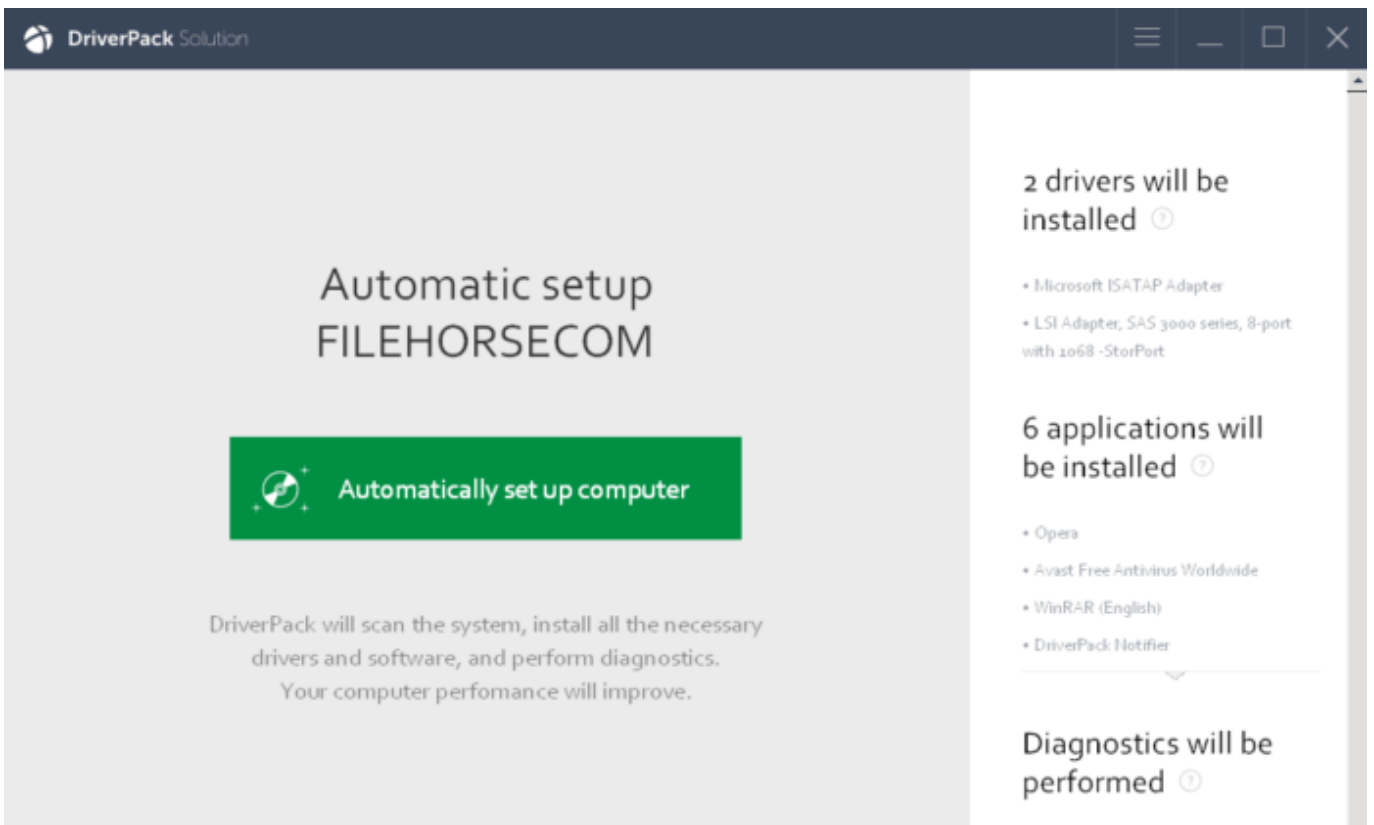 DriverPack Solution
Automatic setup
FILEHORSECOM
Automatically set up computer
DriverPack will scan the system, install all the necessary
drivers and software, and perform diagnostics.
Your computer perfomance will improve.
2 drivers will be
installed ?
• Microsoft ISATAP Adapter
• LSI Adapter, SAS 3000 series, 8-port
with 1068 -StorPort
6 applications will
be installed ?
• Opera
• Avast Free Antivirus Worldwide
• WinRAR (English)
• DriverPack Notifier
Diagnostics will be
performed ?